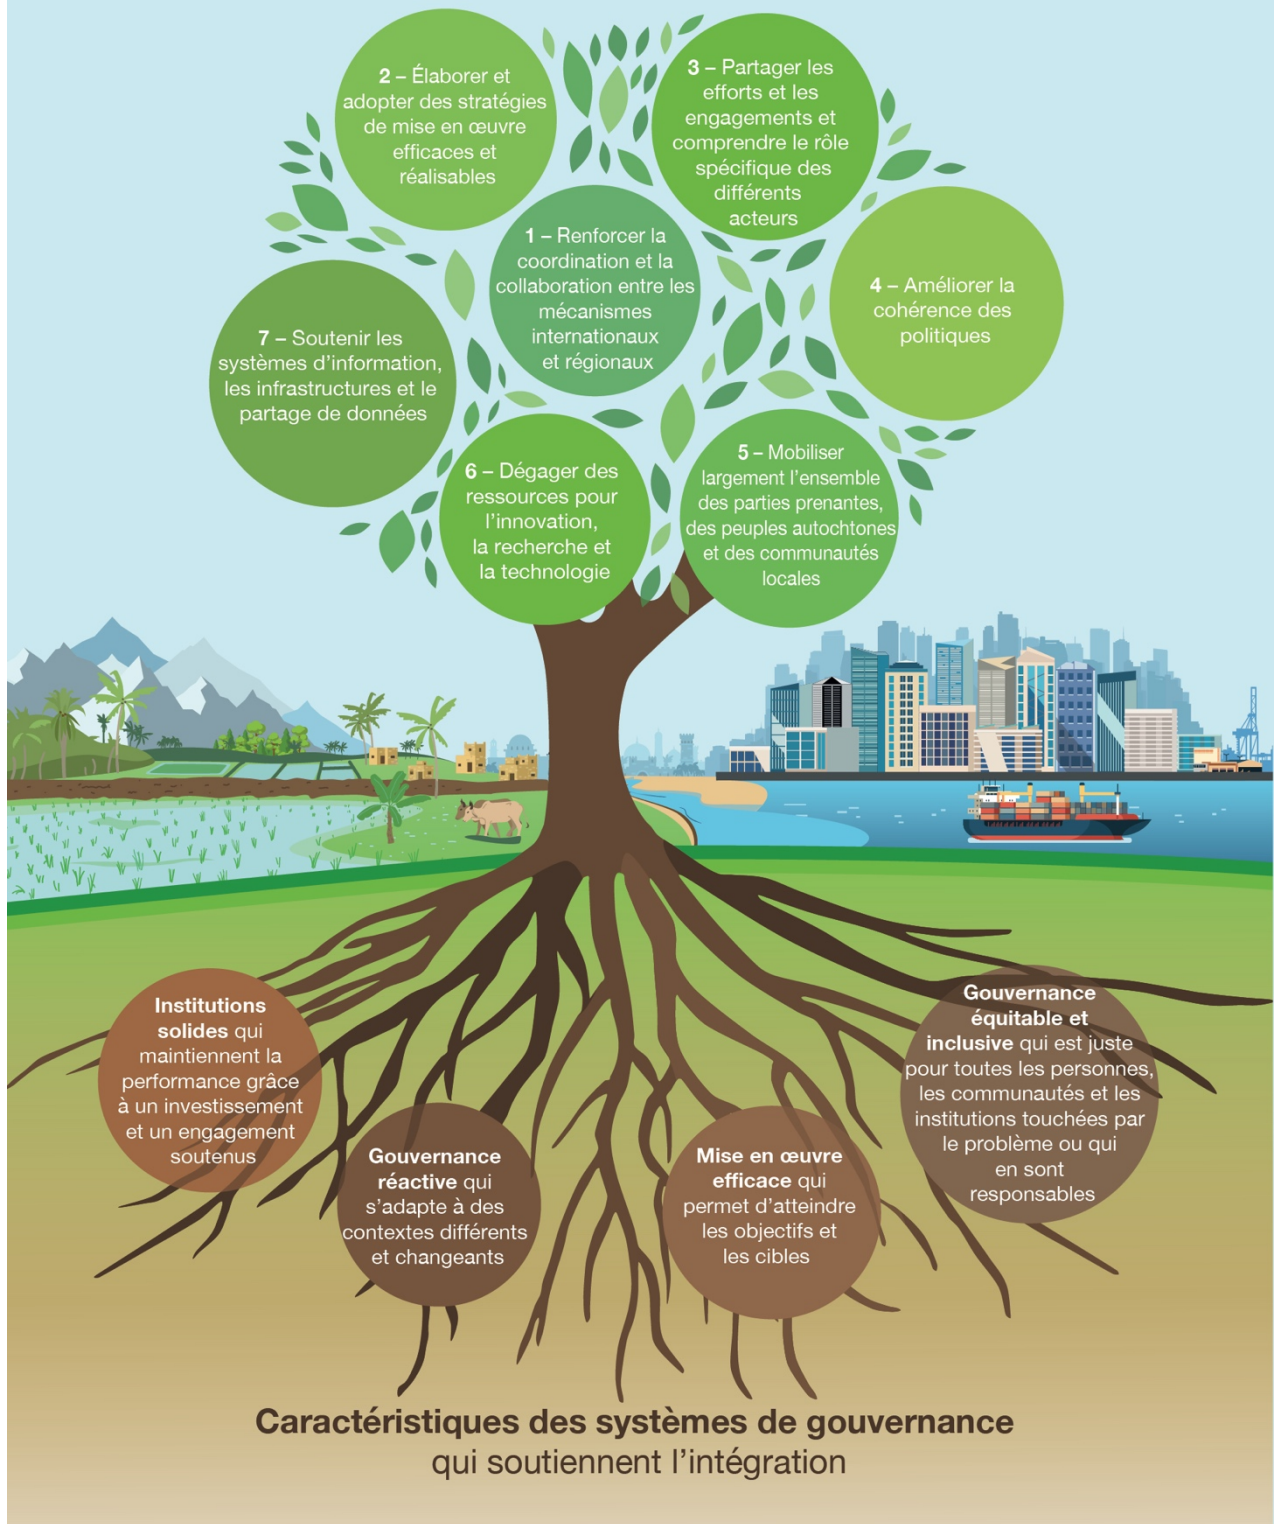 2 – Élaborer et
adopter des stratégies
de mise en œuvre
efficaces et
réalisables
3 – Partager les
efforts et les
engagements et
comprendre le rôle
spécifique des
différents
acteurs
1 – Renforcer la
coordination et la
collaboration entre les
mécanismes
internationaux
et régionaux
4 – Améliorer la
cohérence des
politiques
7 – Soutenir les
systèmes d’information,
les infrastructures et le
partage de données
6 – Dégager des
ressources pour
l’innovation,
la recherche et
la technologie
5 – Mobiliser
largement l’ensemble
des parties prenantes,
des peuples autochtones
et des communautés
locales
Institutions
solides qui
maintiennent la
performance grâce
à un investissement
et un engagement
soutenus
Gouvernance
réactive qui
s’adapte à des
contextes différents
et changeants
Mise en œuvre
efficace qui
permet d’atteindre
les objectifs et
les cibles
Gouvernance
équitable et
inclusive qui est juste
pour toutes les personnes,
les communautés et les
institutions touchées par
le problème ou qui
en sont
responsables
Caractéristiques des systèmes de gouvernance
qui soutiennent l’intégration